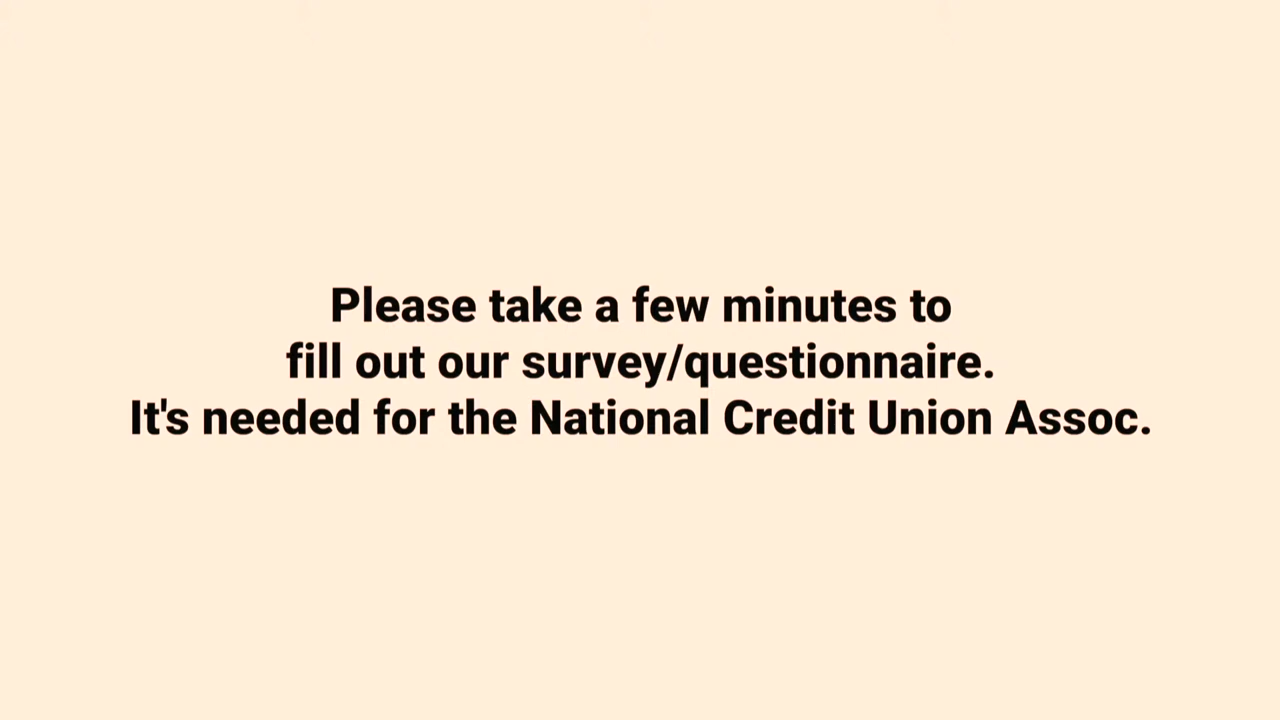 Please take a few minutes to
fill out our survey/questionnaire.
It's needed for the National Credit Union Assoc.